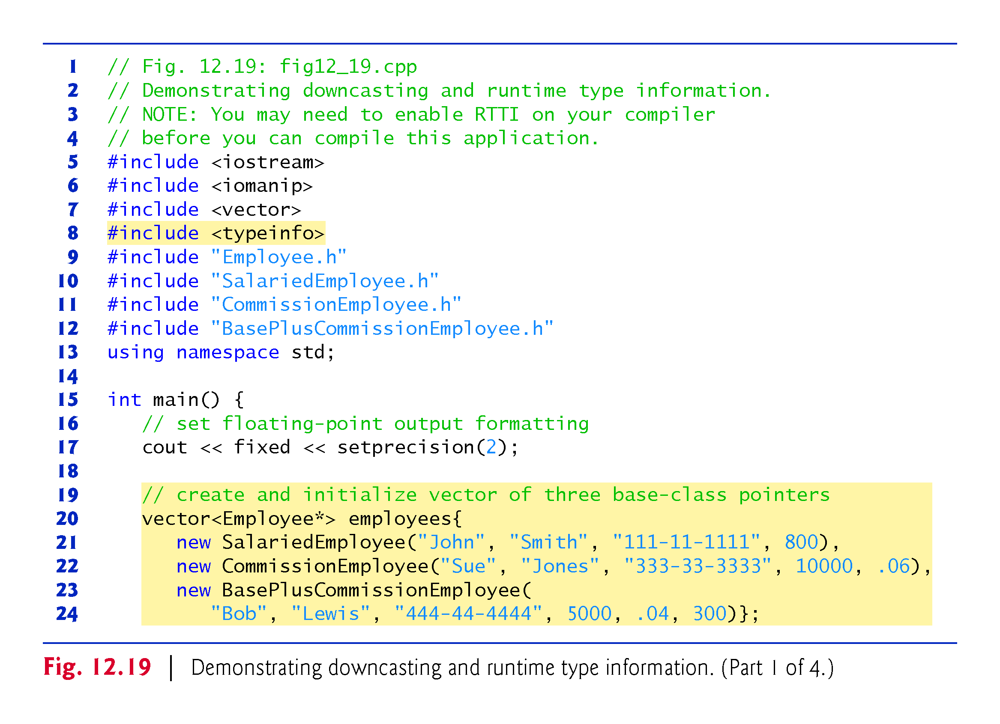 1 // Fig. 12.19: fig12_19.cpp
2 // Demonstrating downcasting and runtime type information.
3 // NOTE: You may need to enable RTTI on your compiler
4 // before you can compile this application.
5 #include <iostream>
6 #include <iomanip>
7 #include <vector>
8 #include <typeinfo>
9 #include "Employee.h"
10 #include "SalariedEmployee.h"
11 #include "CommissionEmployee.h"
12 #include "BasePlusCommissionEmployee.h"
13 using namespace std;
14
15 int main() {
16    // set floating-point output formatting
17    cout << fixed << setprecision(2);
18
19    // create and initialize vector of three base-class pointers
20    vector<Employee*> employees{
21       new SalariedEmployee("John", "Smith", "111-11-1111", 800),
22       new CommissionEmployee("Sue", "Jones", "333-33-3333", 10000, .06),
23       new BasePlusCommissionEmployee(
24          "Bob", "Lewis", "444-44-4444", 5000, .04, 300)};
Fig. 12.19 | Demonstrating downcasting and runtime type information. (Part 1 of 4.)